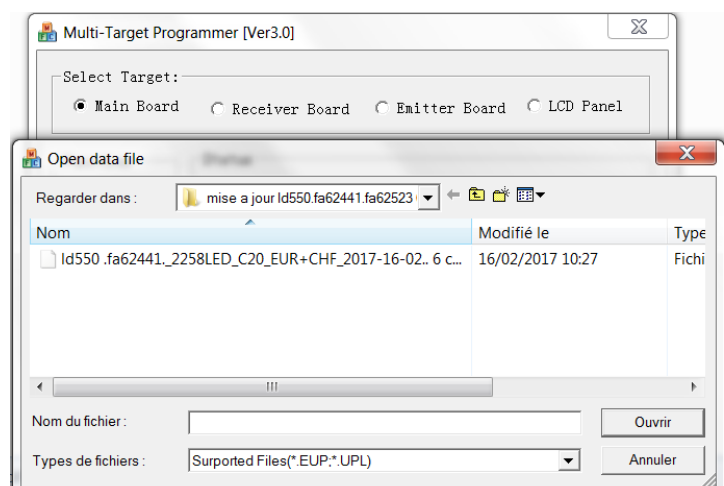 Multi-Target Programmer [Ver3.0]
Select Target:
Main Board Receiver Board Emitter Board LCD Panel
Open data file
Regarder dans : mise a jour ld550.fa62441.fa62523
Nom Modifié le Type
ld550 .fa62441._2258LED_C20_EUR+CHF_2017-16-02.. 6 c... 16/02/2017 10:27 Fichi
Nom du fichier : Ouvrir
Types de fichiers : Surported Files(*.EUP;*.UPL) Annuler